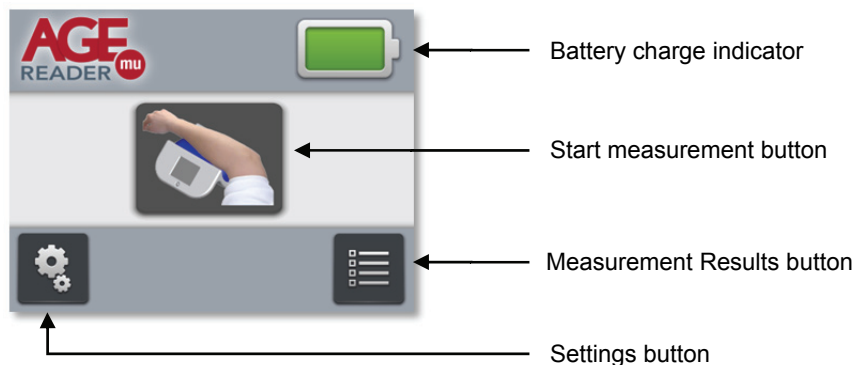 AGE
READER mu
Battery charge indicator
Start measurement button
Measurement Results button
Settings button